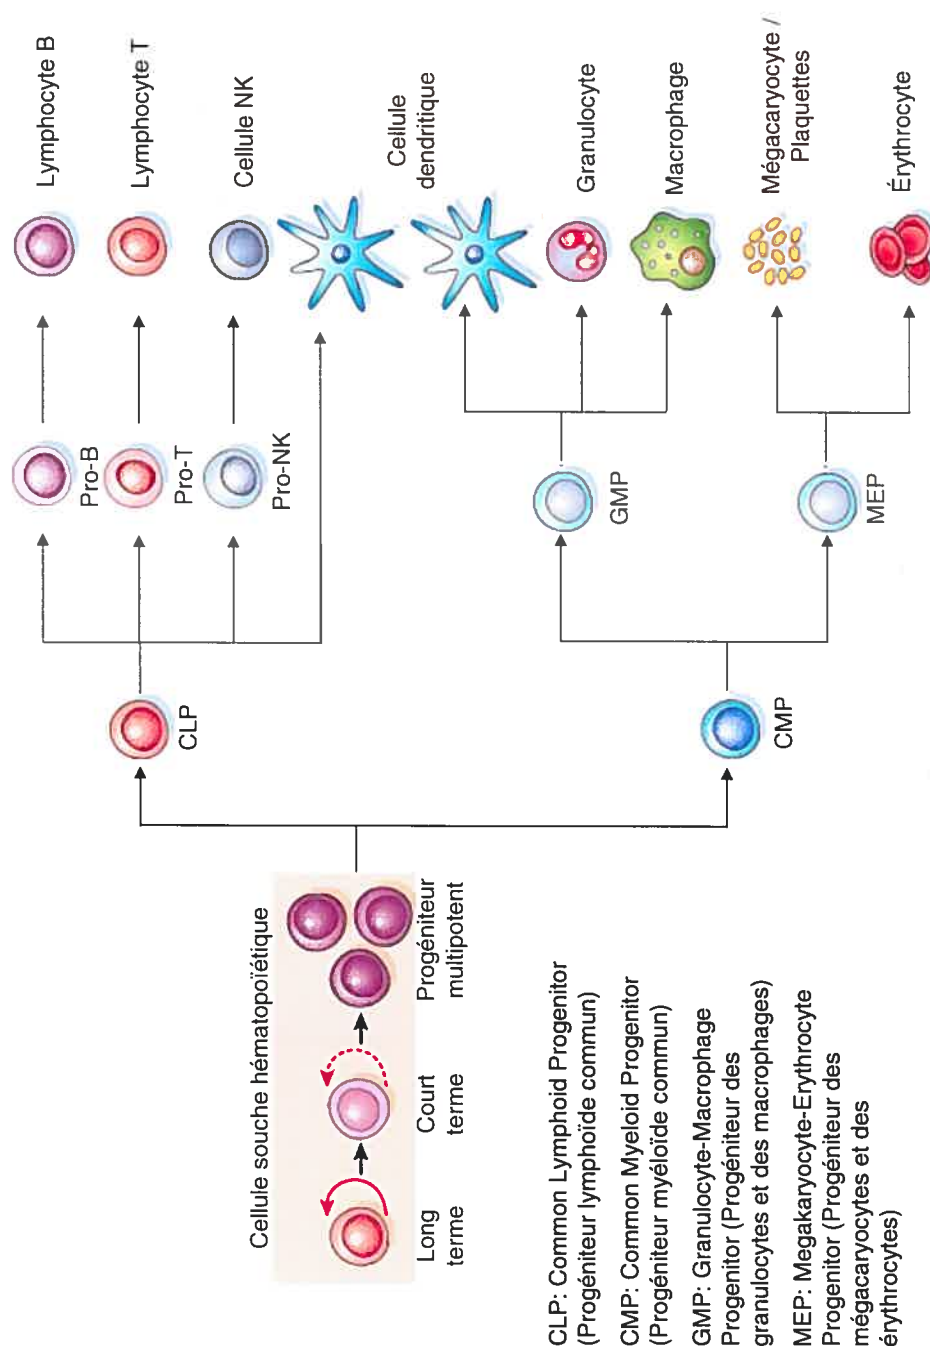 Cellule souche hématopoïétique
Long
terme
Court
terme
Progéniteur
multipotent
CLP
CMP
Pro-B
Pro-T
Pro-NK
GMP
MEP
Lymphocyte B
Lymphocyte T
Cellule NK
Cellule
dendritique
Granulocyte
Macrophage
Mégacaryocyte /
Plaquettes
Érythrocyte
CLP: Common Lymphoid Progenitor
(Progéniteur lymphoïde commun)
CMP: Common Myeloid Progenitor
(Progéniteur myéloïde commun)
GMP: Granulocyte-Macrophage
Progenitor (Progéniteur des
granulocytes et des macrophages)
MEP: Megakaryocyte-Erythrocyte
Progenitor (Progéniteur des
mégacaryocytes et des
érythrocytes)